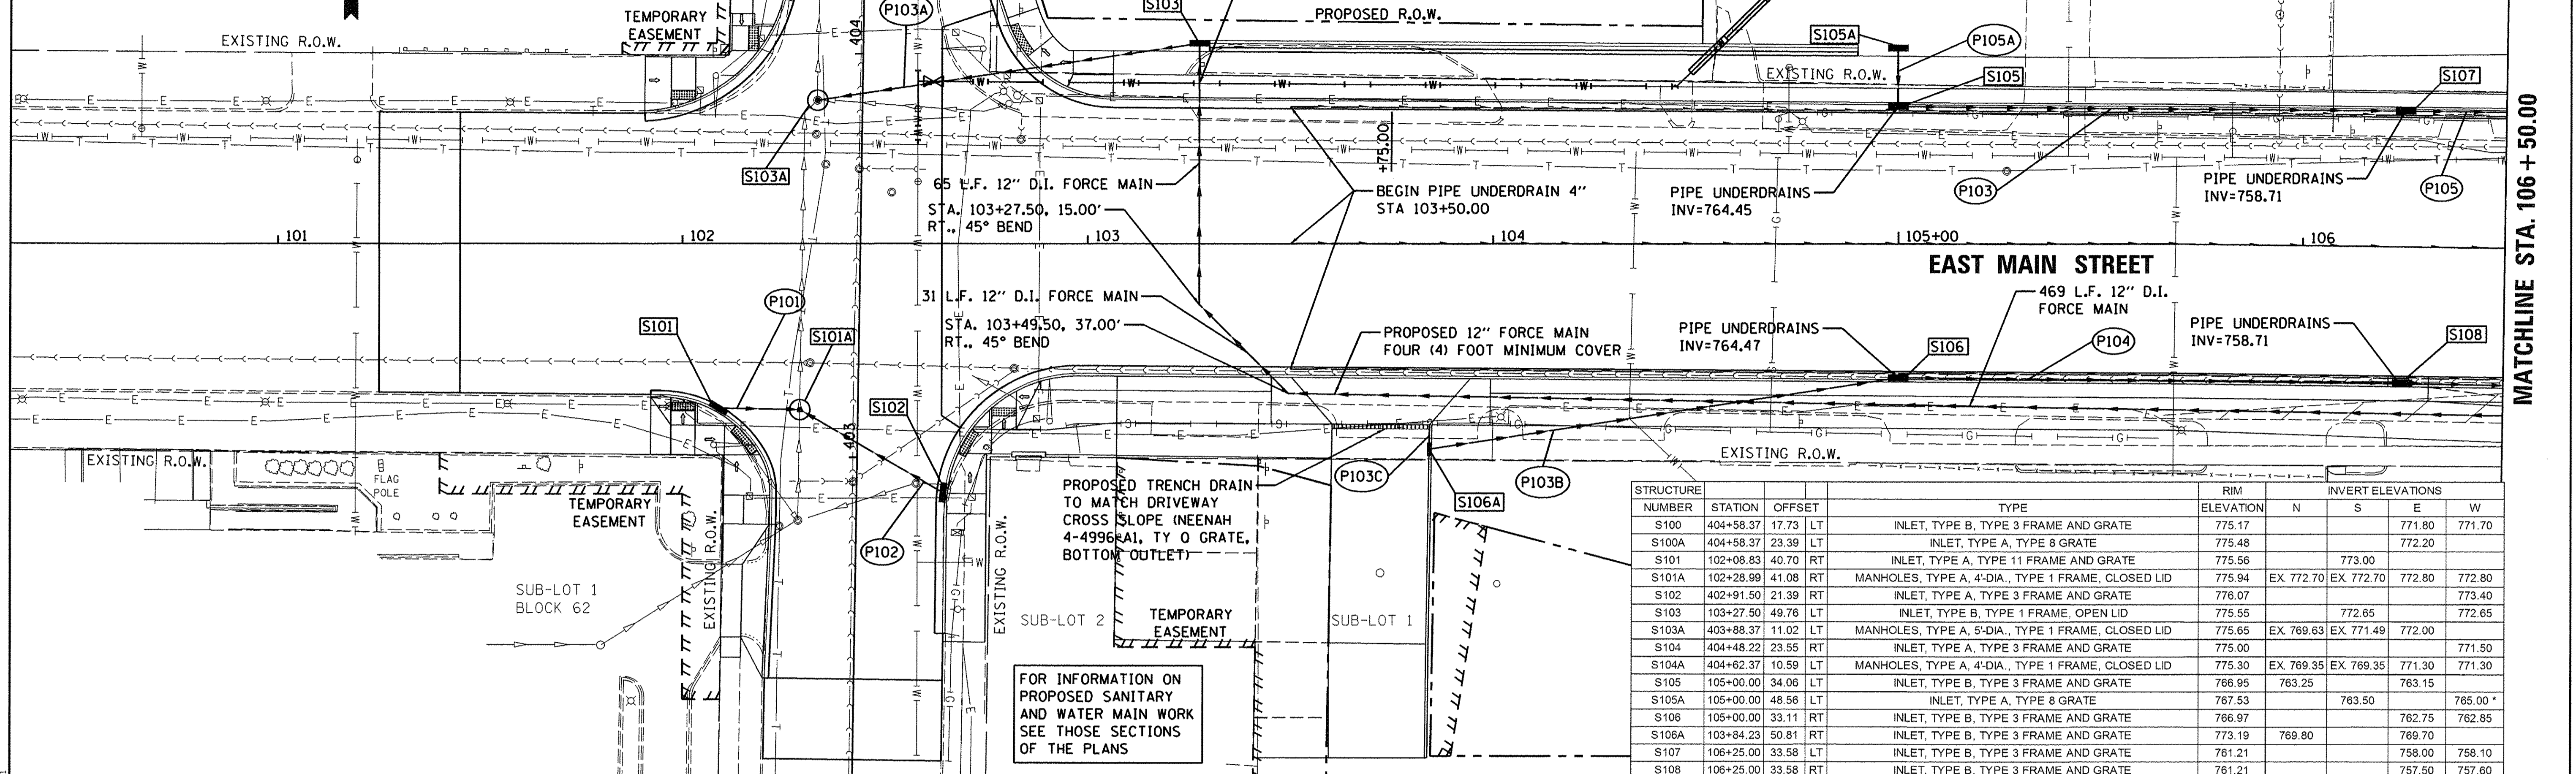 TEMPORARY
EASEMENT
P103A
404
S103
PROPOSED R.O.W.
S105A
P105A
EXISTING R.O.W.
EXISTING R.O.W.
S105
S107
S103A
+75.00
65 L.F. 12" D.I. FORCE MAIN
STA. 103+27.50, 15.00'
RT., 45° BEND
BEGIN PIPE UNDERDRAIN 4"
STA 103+50.00
PIPE UNDERDRAINS
INV=764.45
P103
PIPE UNDERDRAINS
INV=758.71
P105
MATCHLINE STA. 106+50.00
101
102
103
104
105+00
106
EAST MAIN STREET
P101
S101
S101A
31 L.F. 12" D.I. FORCE MAIN
STA. 103+49.50, 37.00'
RT., 45° BEND
PROPOSED 12" FORCE MAIN
FOUR (4) FOOT MINIMUM COVER
469 L.F. 12" D.I.
FORCE MAIN
PIPE UNDERDRAINS
INV=764.47
S106
P104
PIPE UNDERDRAINS
INV=758.71
S108
S102
403
EXISTING R.O.W.
FLAG
POLE
TEMPORARY
EASEMENT
EXISTING R.O.W.
P102
EXISTING R.O.W.
PROPOSED TRENCH DRAIN
TO MATCH DRIVEWAY
CROSS SLOPE (NEENAH
4-4996-A1, TY Q GRATE,
BOTTOM OUTLET)
P103C
S106A
P103B
EXISTING R.O.W.
SUB-LOT 1
BLOCK 62
SUB-LOT 2
TEMPORARY
EASEMENT
SUB-LOT 1
FOR INFORMATION ON
PROPOSED SANITARY
AND WATER MAIN WORK
SEE THOSE SECTIONS
OF THE PLANS
STRUCTURE RIM INVERT ELEVATIONS
NUMBER STATION OFFSET TYPE ELEVATION N S E W
S100 404+58.37 17.73 LT INLET, TYPE B, TYPE 3 FRAME AND GRATE 775.17 771.80 771.70
S100A 404+58.37 23.39 LT INLET, TYPE A, TYPE 8 GRATE 775.48 772.20
S101 102+08.83 40.70 RT INLET, TYPE A, TYPE 11 FRAME AND GRATE 775.56 773.00
S101A 102+28.99 41.08 RT MANHOLES, TYPE A, 4'-DIA., TYPE 1 FRAME, CLOSED LID 775.94 EX. 772.70 EX. 772.70 772.80 772.80
S102 402+91.50 21.39 RT INLET, TYPE A, TYPE 3 FRAME AND GRATE 776.07 773.40
S103 103+27.50 49.76 LT INLET, TYPE B, TYPE 1 FRAME, OPEN LID 775.55 772.65 772.65
S103A 403+88.37 11.02 LT MANHOLES, TYPE A, 5'-DIA., TYPE 1 FRAME, CLOSED LID 775.65 EX. 769.63 EX. 771.49 772.00
S104 404+48.22 23.55 RT INLET, TYPE A, TYPE 3 FRAME AND GRATE 775.00 771.50
S104A 404+62.37 10.59 LT MANHOLES, TYPE A, 4'-DIA., TYPE 1 FRAME, CLOSED LID 775.30 EX. 769.35 EX. 769.35 771.30 771.30
S105 105+00.00 34.06 LT INLET, TYPE B, TYPE 3 FRAME AND GRATE 766.95 763.25 763.15
S105A 105+00.00 48.56 LT INLET, TYPE A, TYPE 8 GRATE 767.53 763.50 765.00 *
S106 105+00.00 33.11 RT INLET, TYPE B, TYPE 3 FRAME AND GRATE 766.97 762.75 762.85
S106A 103+84.23 50.81 RT INLET, TYPE B, TYPE 3 FRAME AND GRATE 773.19 769.80 769.70
S107 106+25.00 33.58 LT INLET, TYPE B, TYPE 3 FRAME AND GRATE 761.21 758.00 758.10
S108 106+25.00 33.58 RT INLET, TYPE B, TYPE 3 FRAME AND GRATE 761.21 757.50 757.60